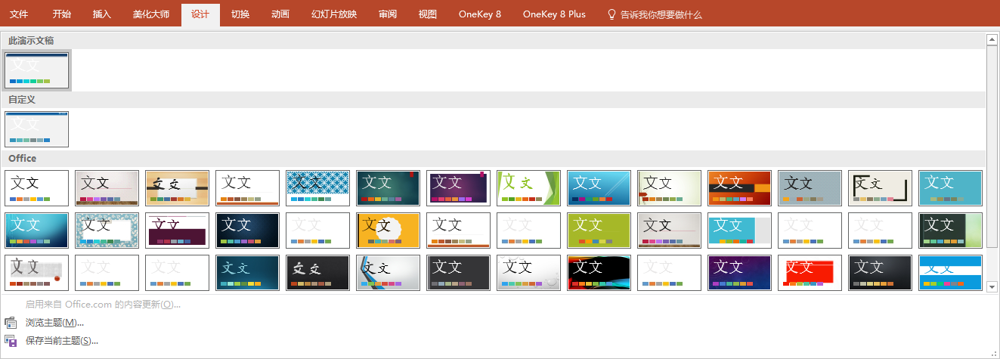 文件 开始 插入 美化大师 设计 切换 动画 幻灯片放映 审阅 视图 OneKey 8 OneKey 8 Plus 告诉我你想要做什么
此演示文稿
文文
自定义
文文
Office
文文 文文 文文 文文 文文 文文 文文 文文 文文 文文 文文 文文 文文 文文
文文 文文 文文 文文 文文 文文 文文 文文 文文 文文 文文 文文 文文 文文
文文 文文 文文 文文 文文 文文 文文 文文 文文 文文 文文 文文 文文 文文
启用来自 Office.com 的内容更新(O)...
浏览主题(M)...
保存当前主题(S)...